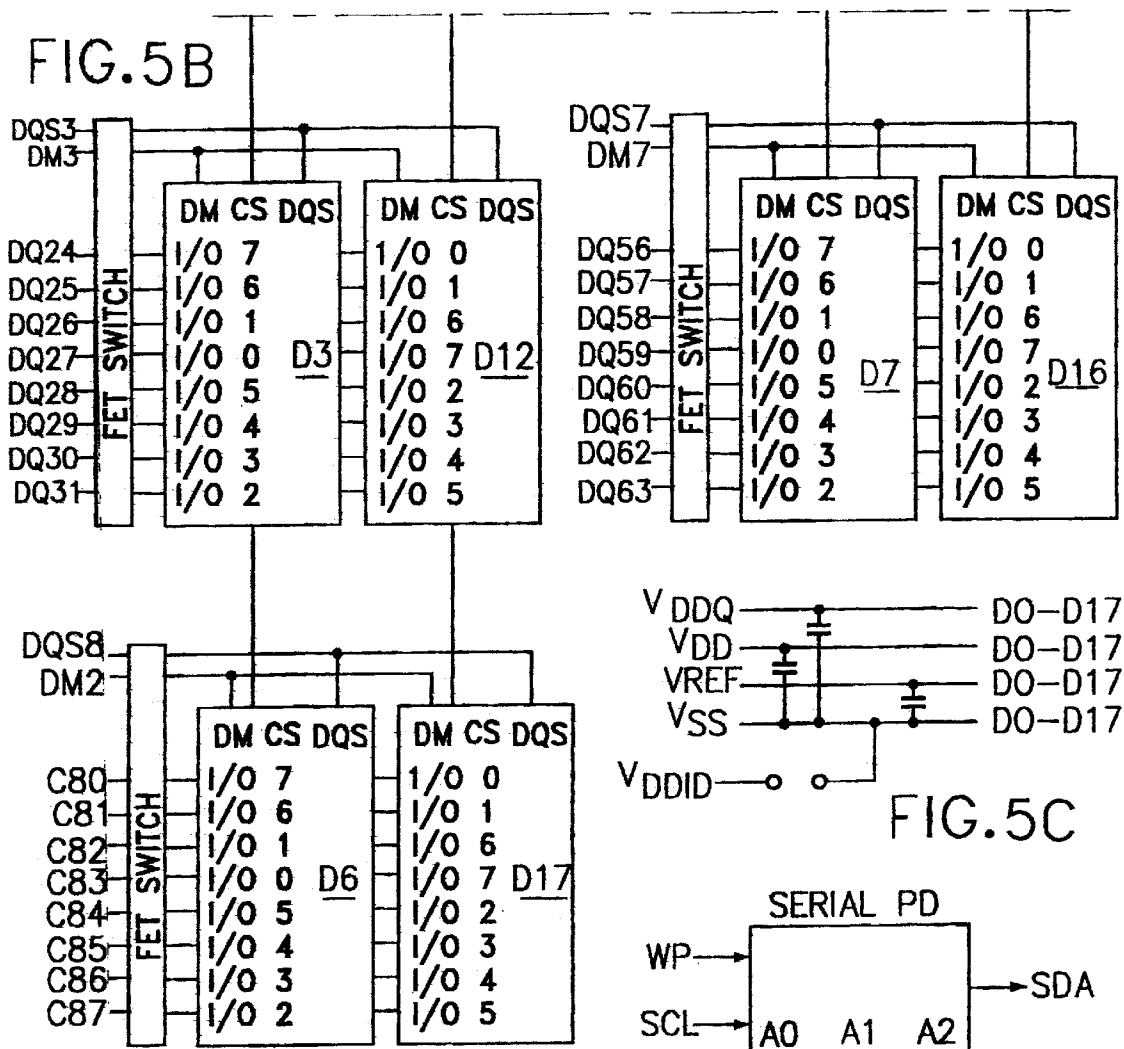 FIG.5B
DQS3
DM3
FET SWITCH
DM CS DQS
DM CS DQS
DQ24 I/O 7 1/O 0
DQ25 I/O 6 I/O 1
DQ26 I/O 1 I/O 6
DQ27 I/O 0 D3 I/O 7 D12
DQ28 I/O 5 I/O 2
DQ29 I/O 4 I/O 3
DQ30 I/O 3 I/O 4
DQ31 I/O 2 I/O 5
DQS7
DM7
FET SWITCH
DM CS DQS
DM CS DQS
DQ56 I/O 7 1/O 0
DQ57 I/O 6 I/O 1
DQ58 I/O 1 I/O 6
DQ59 I/O 0 I/O 7
DQ60 I/O 5 D7 I/O 2 D16
DQ61 I/O 4 I/O 3
DQ62 I/O 3 I/O 4
DQ63 I/O 2 I/O 5
DQS8
DM2
FET SWITCH
DM CS DQS
DM CS DQS
C80 I/O 7 1/O 0
C81 I/O 6 I/O 1
C82 I/O 1 I/O 6
C83 I/O 0 D6 I/O 7 D17
C84 I/O 5 I/O 2
C85 I/O 4 I/O 3
C86 I/O 3 I/O 4
C87 I/O 2 I/O 5
VDDQ DO-D17
VDD DO-D17
VREF DO-D17
VSS DO-D17
VDDID
FIG.5C
SERIAL PD
WP
SDA
SCL
A0 A1 A2